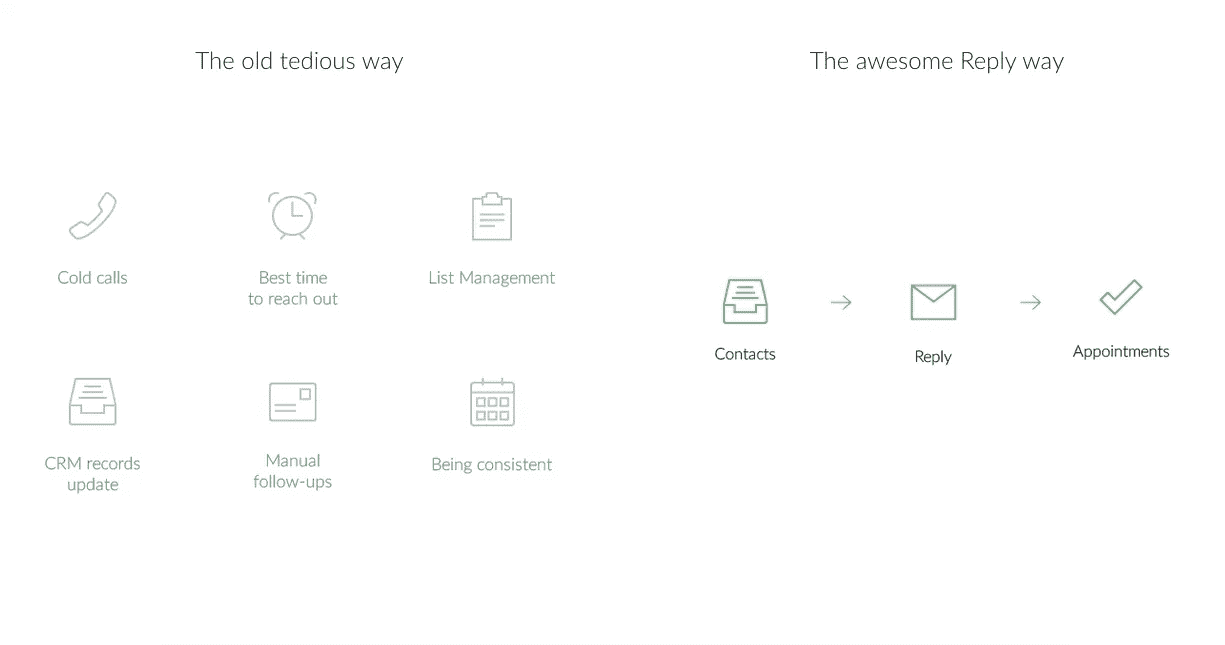 The old tedious way
Cold calls
Best time
to reach out
List Management
CRM records
update
Manual
follow-ups
Being consistent
The awesome Reply way
Contacts
Reply
Appointments